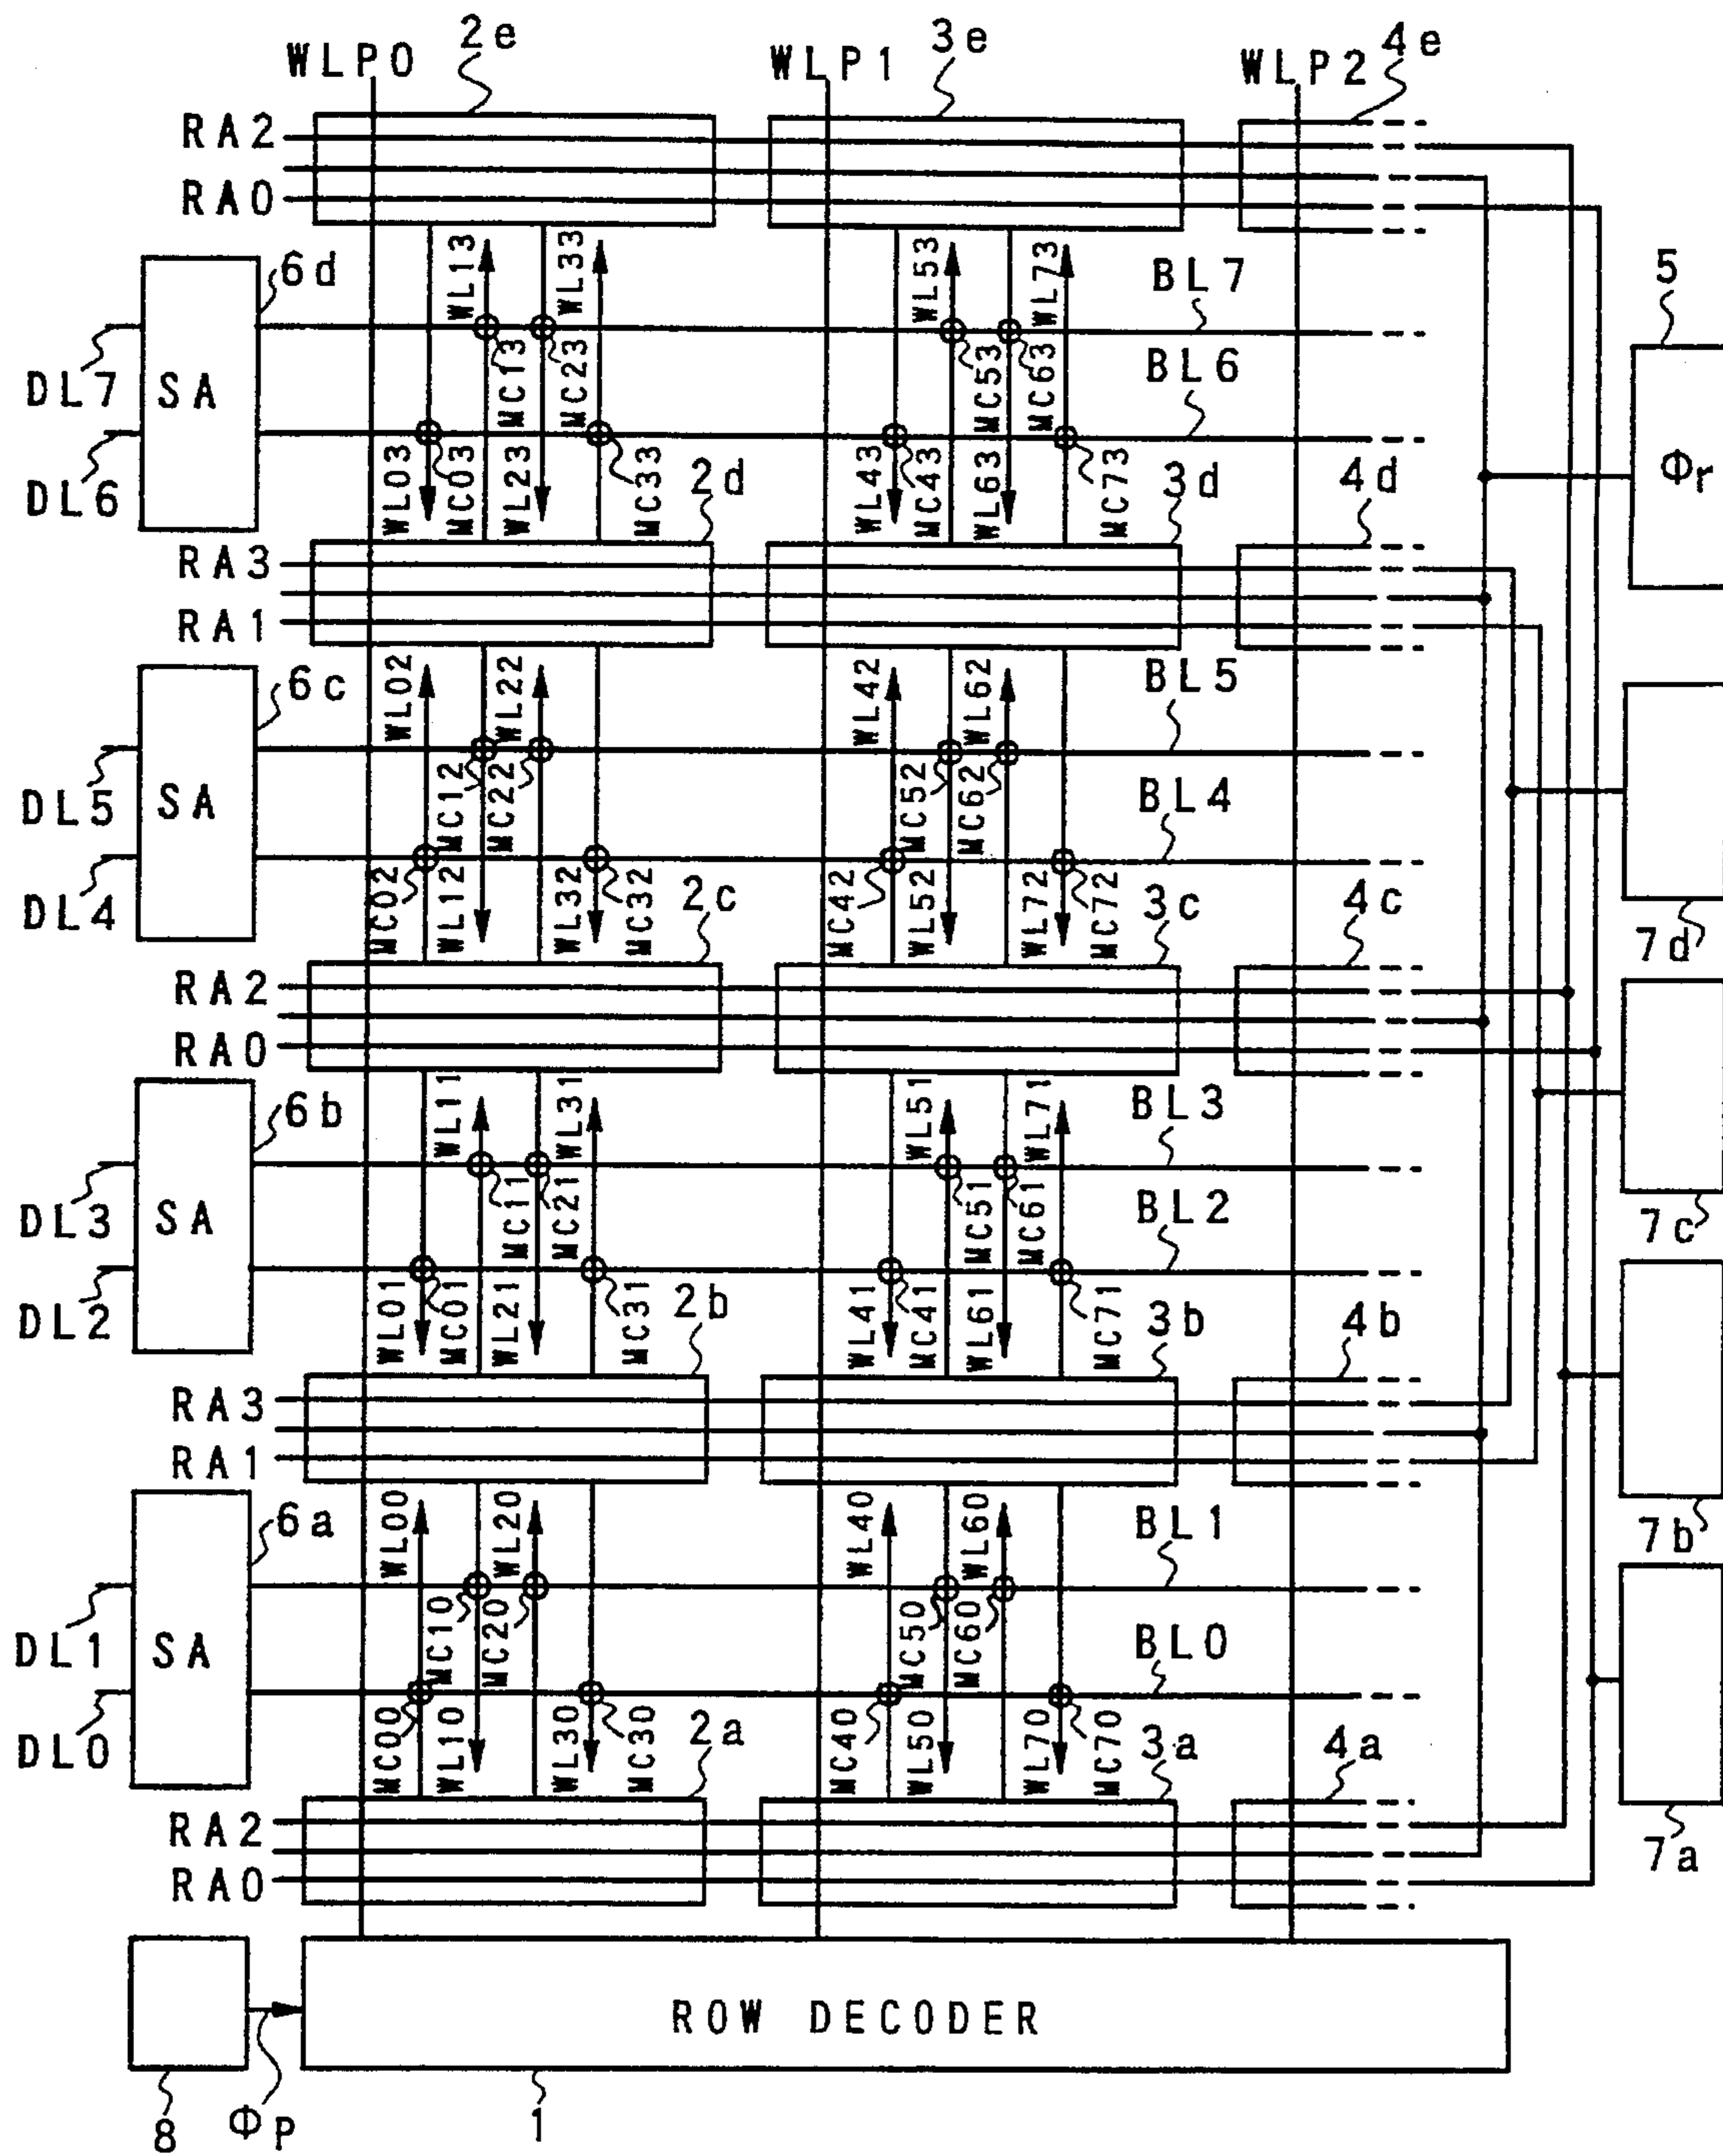 WLP0 2e WLP1 3e WLP2 4e
RA2
RA0
WL13 WL33 WL53 WL73
6d BL7 5
DL7 SA MC13 MC23 MC53 MC63 BL6
DL6 Φr
WL03 MC03 WL23 MC33 2d WL43 MC43 WL63 MC73 3d 4d
RA3
RA1
WL02 WL22 WL42 WL62 BL5
6c
DL5 SA MC12 MC22 MC52 MC62 BL4
DL4
MC02 WL12 WL32 MC32 2c MC42 WL52 WL72 MC72 3c 4c 7d
RA2
RA0
WL11 WL31 WL51 WL71 BL3
6b
DL3 SA MC11 MC21 MC51 MC61 BL2 7c
DL2
WL01 MC01 WL21 MC31 2b WL41 MC41 WL61 MC71 3b 4b
RA3
RA1
WL00 WL20 WL40 WL60 BL1 7b
6a
DL1 SA MC10 MC20 MC50 MC60 BL0
DL0
MC00 WL10 WL30 MC30 2a MC40 WL50 WL70 MC70 3a 4a
RA2
RA0 7a
ROW DECODER
8 ΦP 1